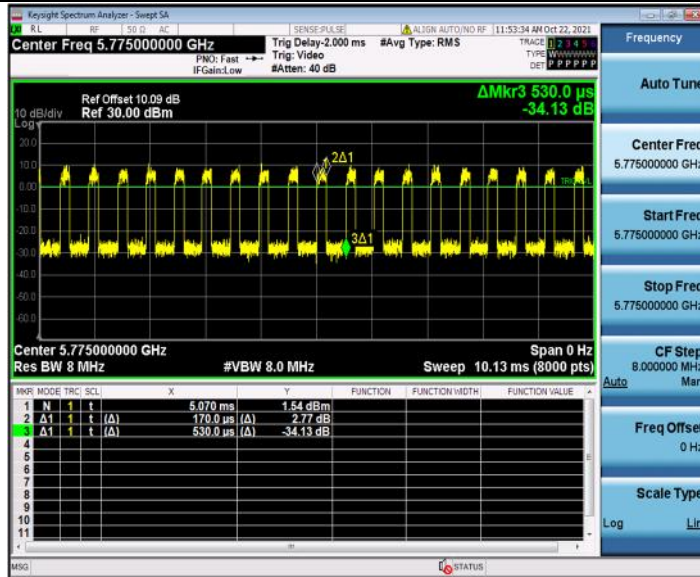 Keysight Spectrum Analyzer - Swept SA
RL RF 50 Ω AC SENSE:PULSE ALIGN AUTO/NO RF 11:53:34 AM Oct 22, 2021
Center Freq 5.775000000 GHz
PNO: Fast
IFGain:Low
Trig Delay-2.000 ms
Trig: Video
#Atten: 40 dB
#Avg Type: RMS
TRACE 1 2 3 4 5 6
TYPE
DET P P P P P P
ΔMkr3 530.0 µs
-34.13 dB
Ref Offset 10.09 dB
10 dB/div Ref 30.00 dBm
Log
20.0
10.0
0.00
-10.0
-20.0
-30.0
-40.0
-50.0
-60.0
2Δ1
3Δ1
Center 5.775000000 GHz Span 0 Hz
Res BW 8 MHz #VBW 8.0 MHz Sweep 10.13 ms (8000 pts)
MKR MODE TRC SCL X Y FUNCTION FUNCTION WIDTH FUNCTION VALUE
1 N 1 t 5.070 ms 1.54 dBm
2 Δ1 1 t (Δ) 170.0 µs (Δ) 2.77 dB
3 Δ1 1 t (Δ) 530.0 µs (Δ) -34.13 dB
4
5
6
7
8
9
10
11
MSG STATUS
Frequency
Auto Tune
Center Freq
5.775000000 GHz
Start Freq
5.775000000 GHz
Stop Freq
5.775000000 GHz
CF Step
8.000000 MHz
Auto Man
Freq Offset
0 Hz
Scale Type
Log Lin